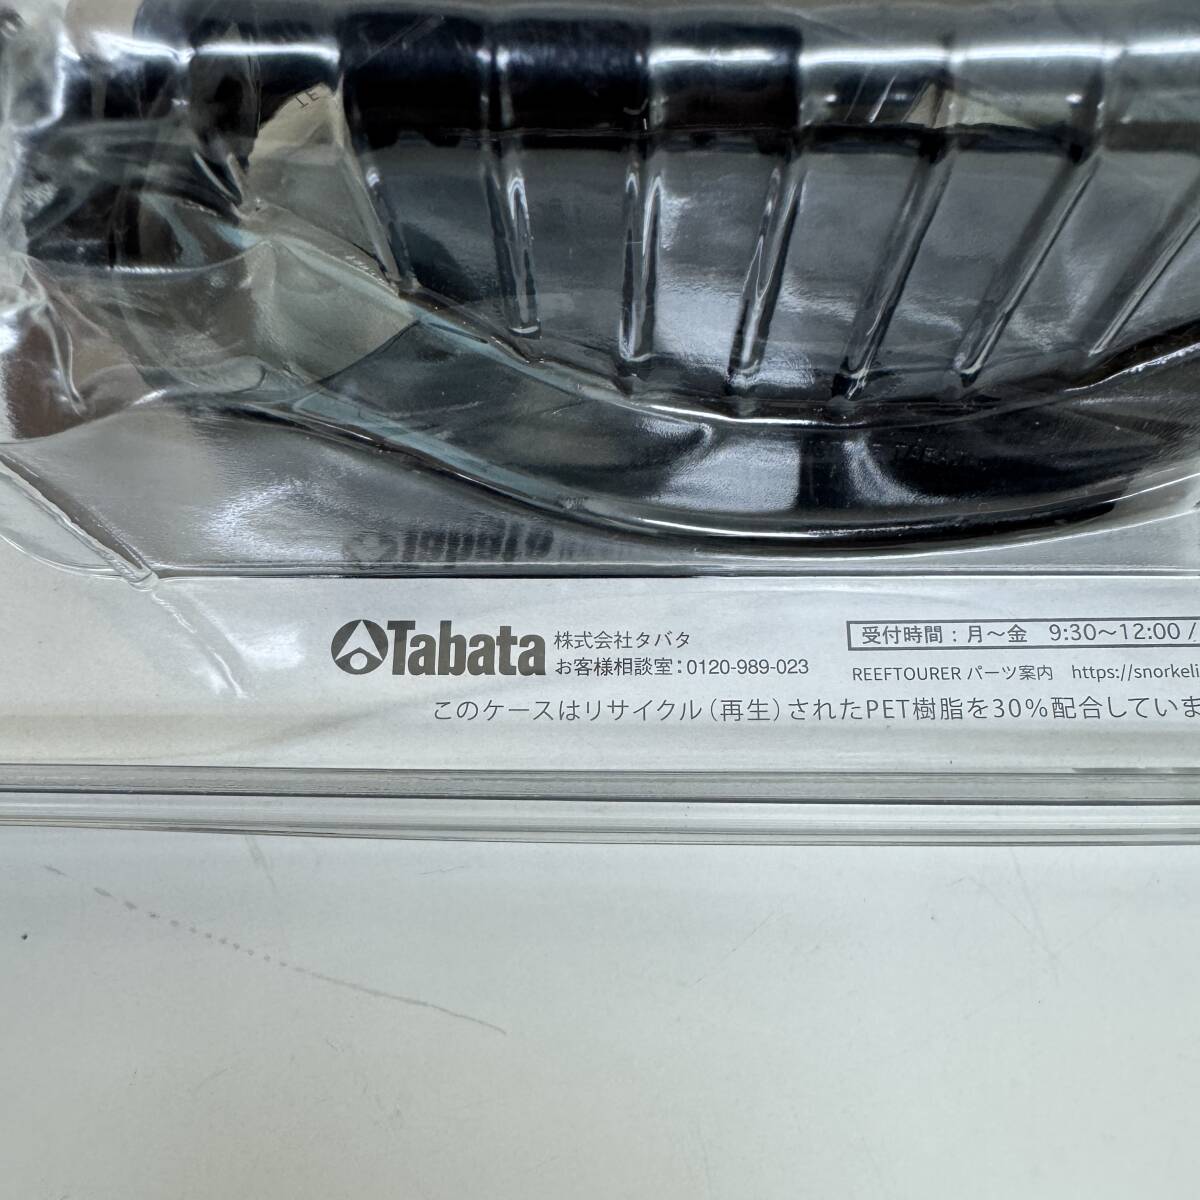 Tabata 株式会社タバタ
お客様相談室:0120-989-023
受付時間:月~金 9:30~12:00 /
REEFTOURER パーツ案内 https://snorkeli
このケースはリサイクル(再生)されたPET樹脂を30%配合していま